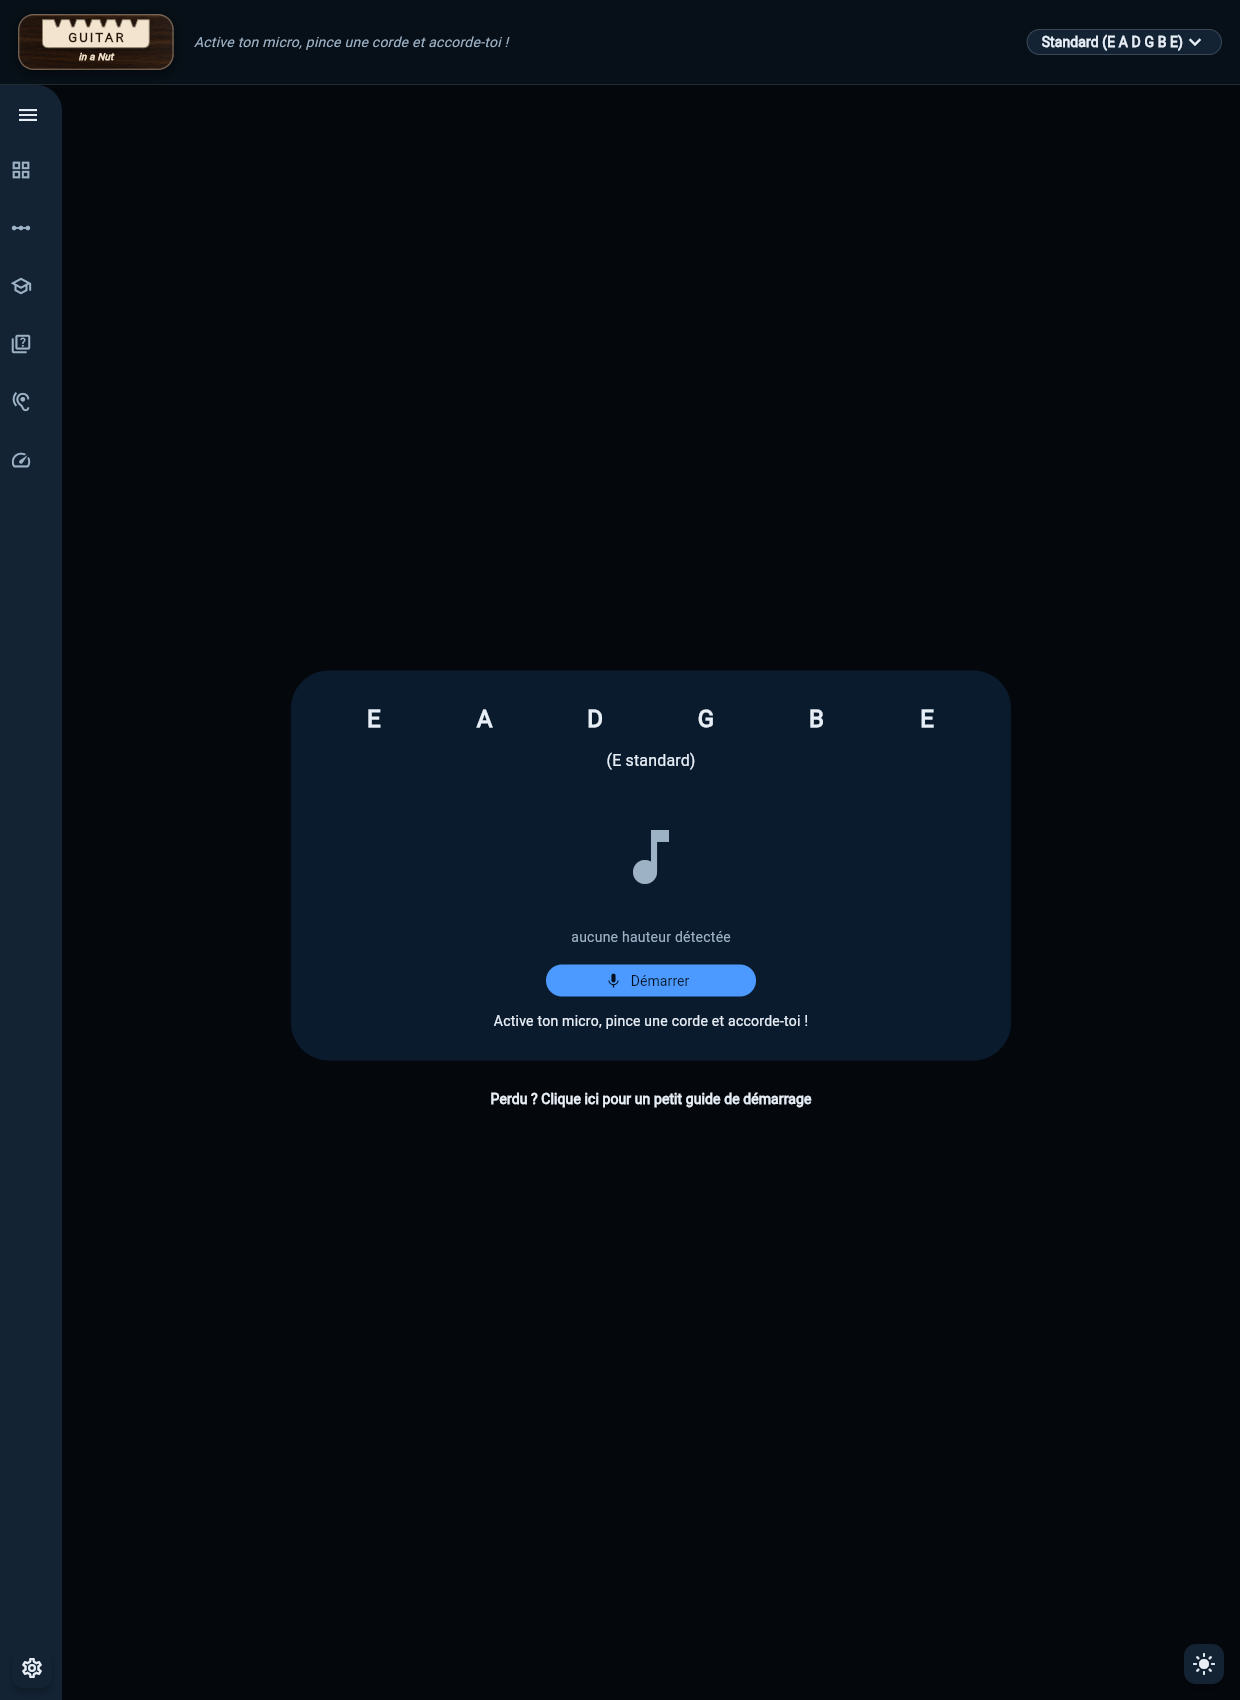 GUITAR
in a Nut
Active ton micro, pince une corde et accorde-toi !
Standard (E A D G B E)
E A D G B E
(E standard)
aucune hauteur détectée
Démarrer
Active ton micro, pince une corde et accorde-toi !
Perdu ? Clique ici pour un petit guide de démarrage